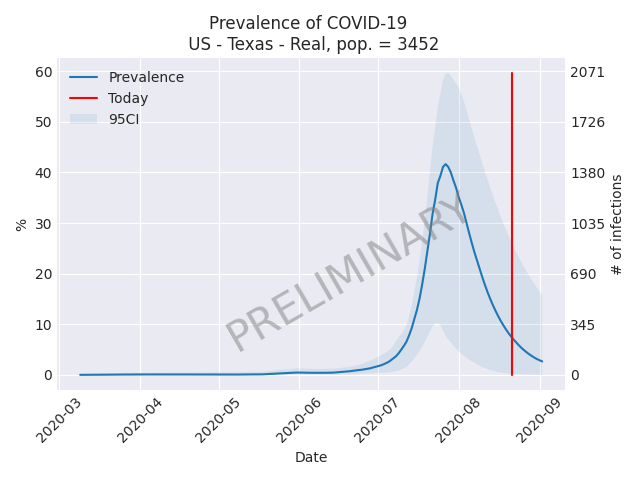 Prevalence of COVID-19
US - Texas - Real, pop. = 3452
Prevalence
Today
95CI
PRELIMINARY
%
60
50
40
30
20
10
0
2071
1726
1380
1035
690
345
0
# of infections
2020-03
2020-04
2020-05
2020-06
2020-07
2020-08
2020-09
Date